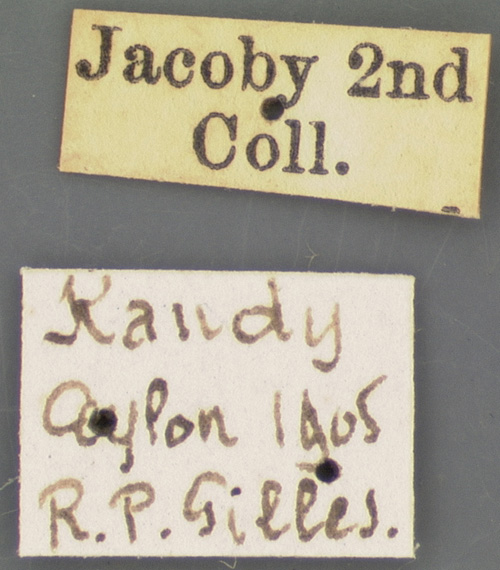 Jacoby 2nd
Coll.
Kandy
Ceylon 1905
R.P. Gilles.